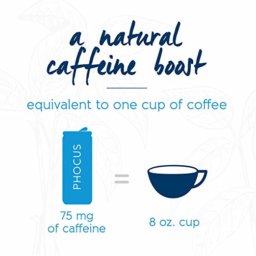 a natural
caffeine boost
equivalent to one cup of coffee
PHOCUS
=
75 mg
of caffeine
8 oz. cup